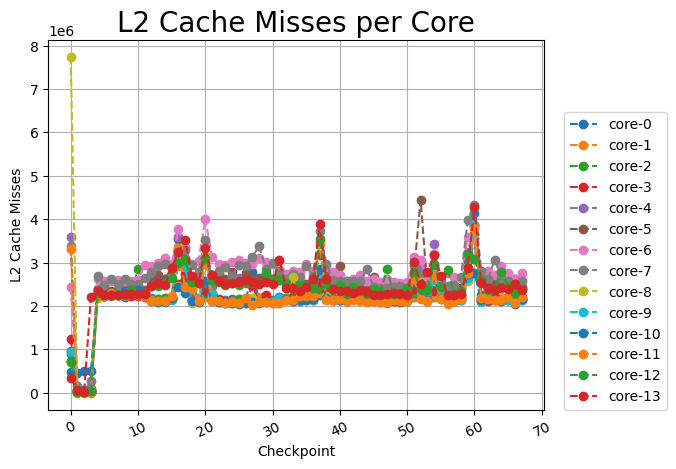 L2 Cache Misses per Core
1e6
8
7
6
5
4
3
2
1
0
L2 Cache Misses
0
10
20
30
40
50
60
70
Checkpoint
core-0
core-1
core-2
core-3
core-4
core-5
core-6
core-7
core-8
core-9
core-10
core-11
core-12
core-13